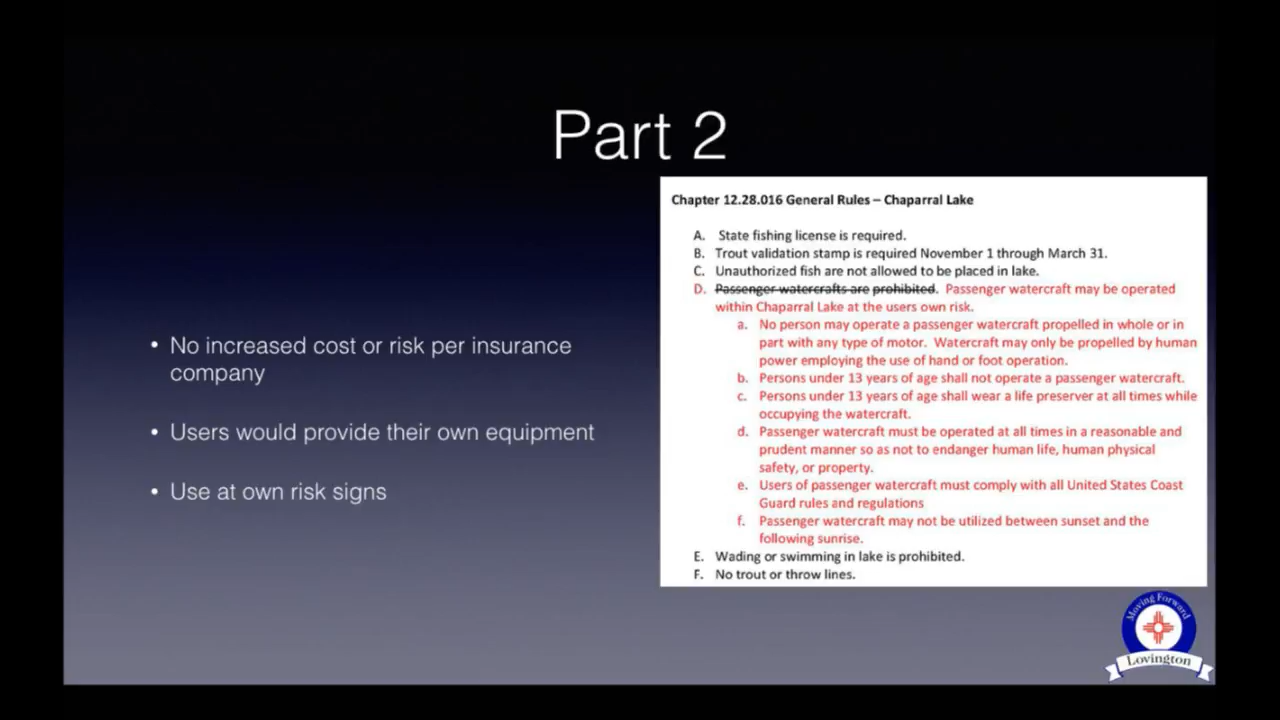 Part 2
• No increased cost or risk per insurance
company
• Users would provide their own equipment
• Use at own risk signs
Chapter 12.28.016 General Rules – Chaparral Lake
A. State fishing license is required.
B. Trout validation stamp is required November 1 through March 31.
C. Unauthorized fish are not allowed to be placed in lake.
D. Passenger watercrafts are prohibited. Passenger watercraft may be operated
within Chaparral Lake at the users own risk.
a. No person may operate a passenger watercraft propelled in whole or in
part with any type of motor. Watercraft may only be propelled by human
power employing the use of hand or foot operation.
b. Persons under 13 years of age shall not operate a passenger watercraft.
c. Persons under 13 years of age shall wear a life preserver at all times while
occupying the watercraft.
d. Passenger watercraft must be operated at all times in a reasonable and
prudent manner so as not to endanger human life, human physical
safety, or property.
e. Users of passenger watercraft must comply with all United States Coast
Guard rules and regulations
f. Passenger watercraft may not be utilized between sunset and the
following sunrise.
E. Wading or swimming in lake is prohibited.
F. No trout or throw lines.
Moving Forward
Lovington